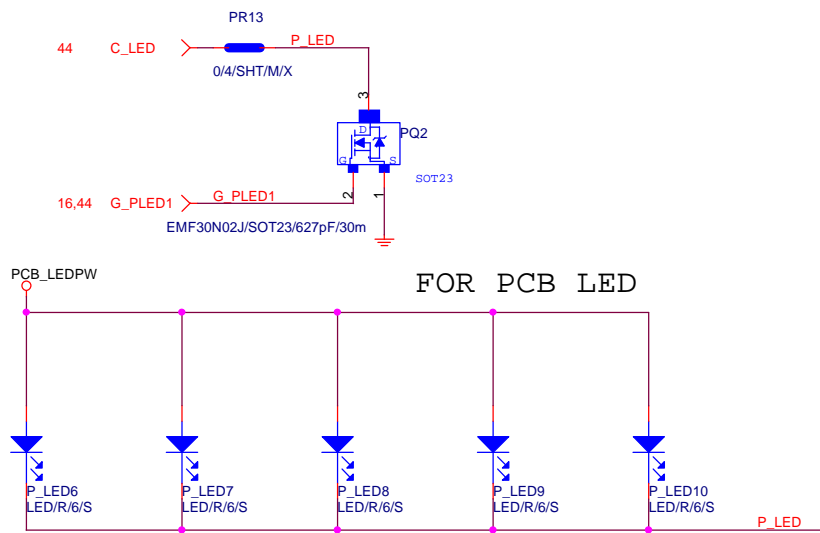 PR13
44 C_LED P_LED
0/4/SHT/M/X
3
D
PQ2
G S
SOT23
2 1
16,44 G_PLED1 G_PLED1
EMF30N02J/SOT23/627pF/30m
PCB_LEDPW
FOR PCB LED
P_LED6 P_LED7 P_LED8 P_LED9 P_LED10
LED/R/6/S LED/R/6/S LED/R/6/S LED/R/6/S LED/R/6/S
P_LED